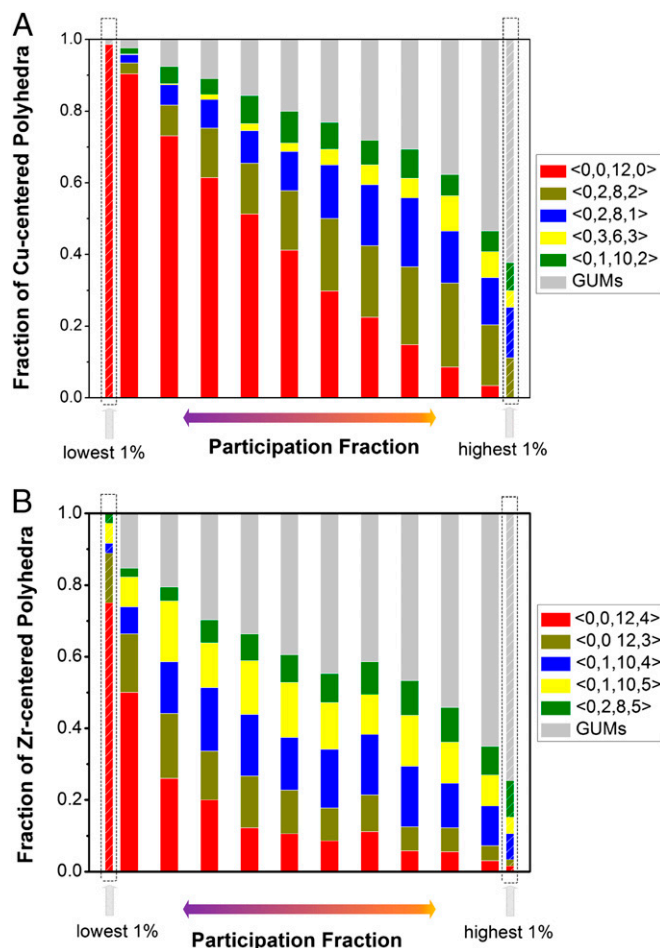 A
Fraction of Cu-centered Polyhedra
1.0
0.8
0.6
0.4
0.2
0.0
<0,0,12,0>
<0,2,8,2>
<0,2,8,1>
<0,3,6,3>
<0,1,10,2>
GUMs
lowest 1%
Participation Fraction
highest 1%
B
Fraction of Zr-centered Polyhedra
1.0
0.8
0.6
0.4
0.2
0.0
<0,0,12,4>
<0,0 12,3>
<0,1,10,4>
<0,1,10,5>
<0,2,8,5>
GUMs
lowest 1%
Participation Fraction
highest 1%